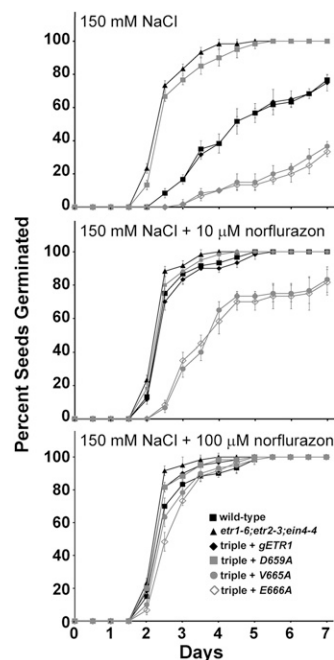 150 mM NaCl
100
80
60
40
20
0
150 mM NaCl + 10 µM norflurazon
100
80
60
40
20
0
Percent Seeds Germinated
150 mM NaCl + 100 µM norflurazon
100
80
60
40
20
0
wild-type
etr1-6;etr2-3;ein4-4
triple + gETR1
triple + D659A
triple + V665A
triple + E666A
0 1 2 3 4 5 6 7
Days